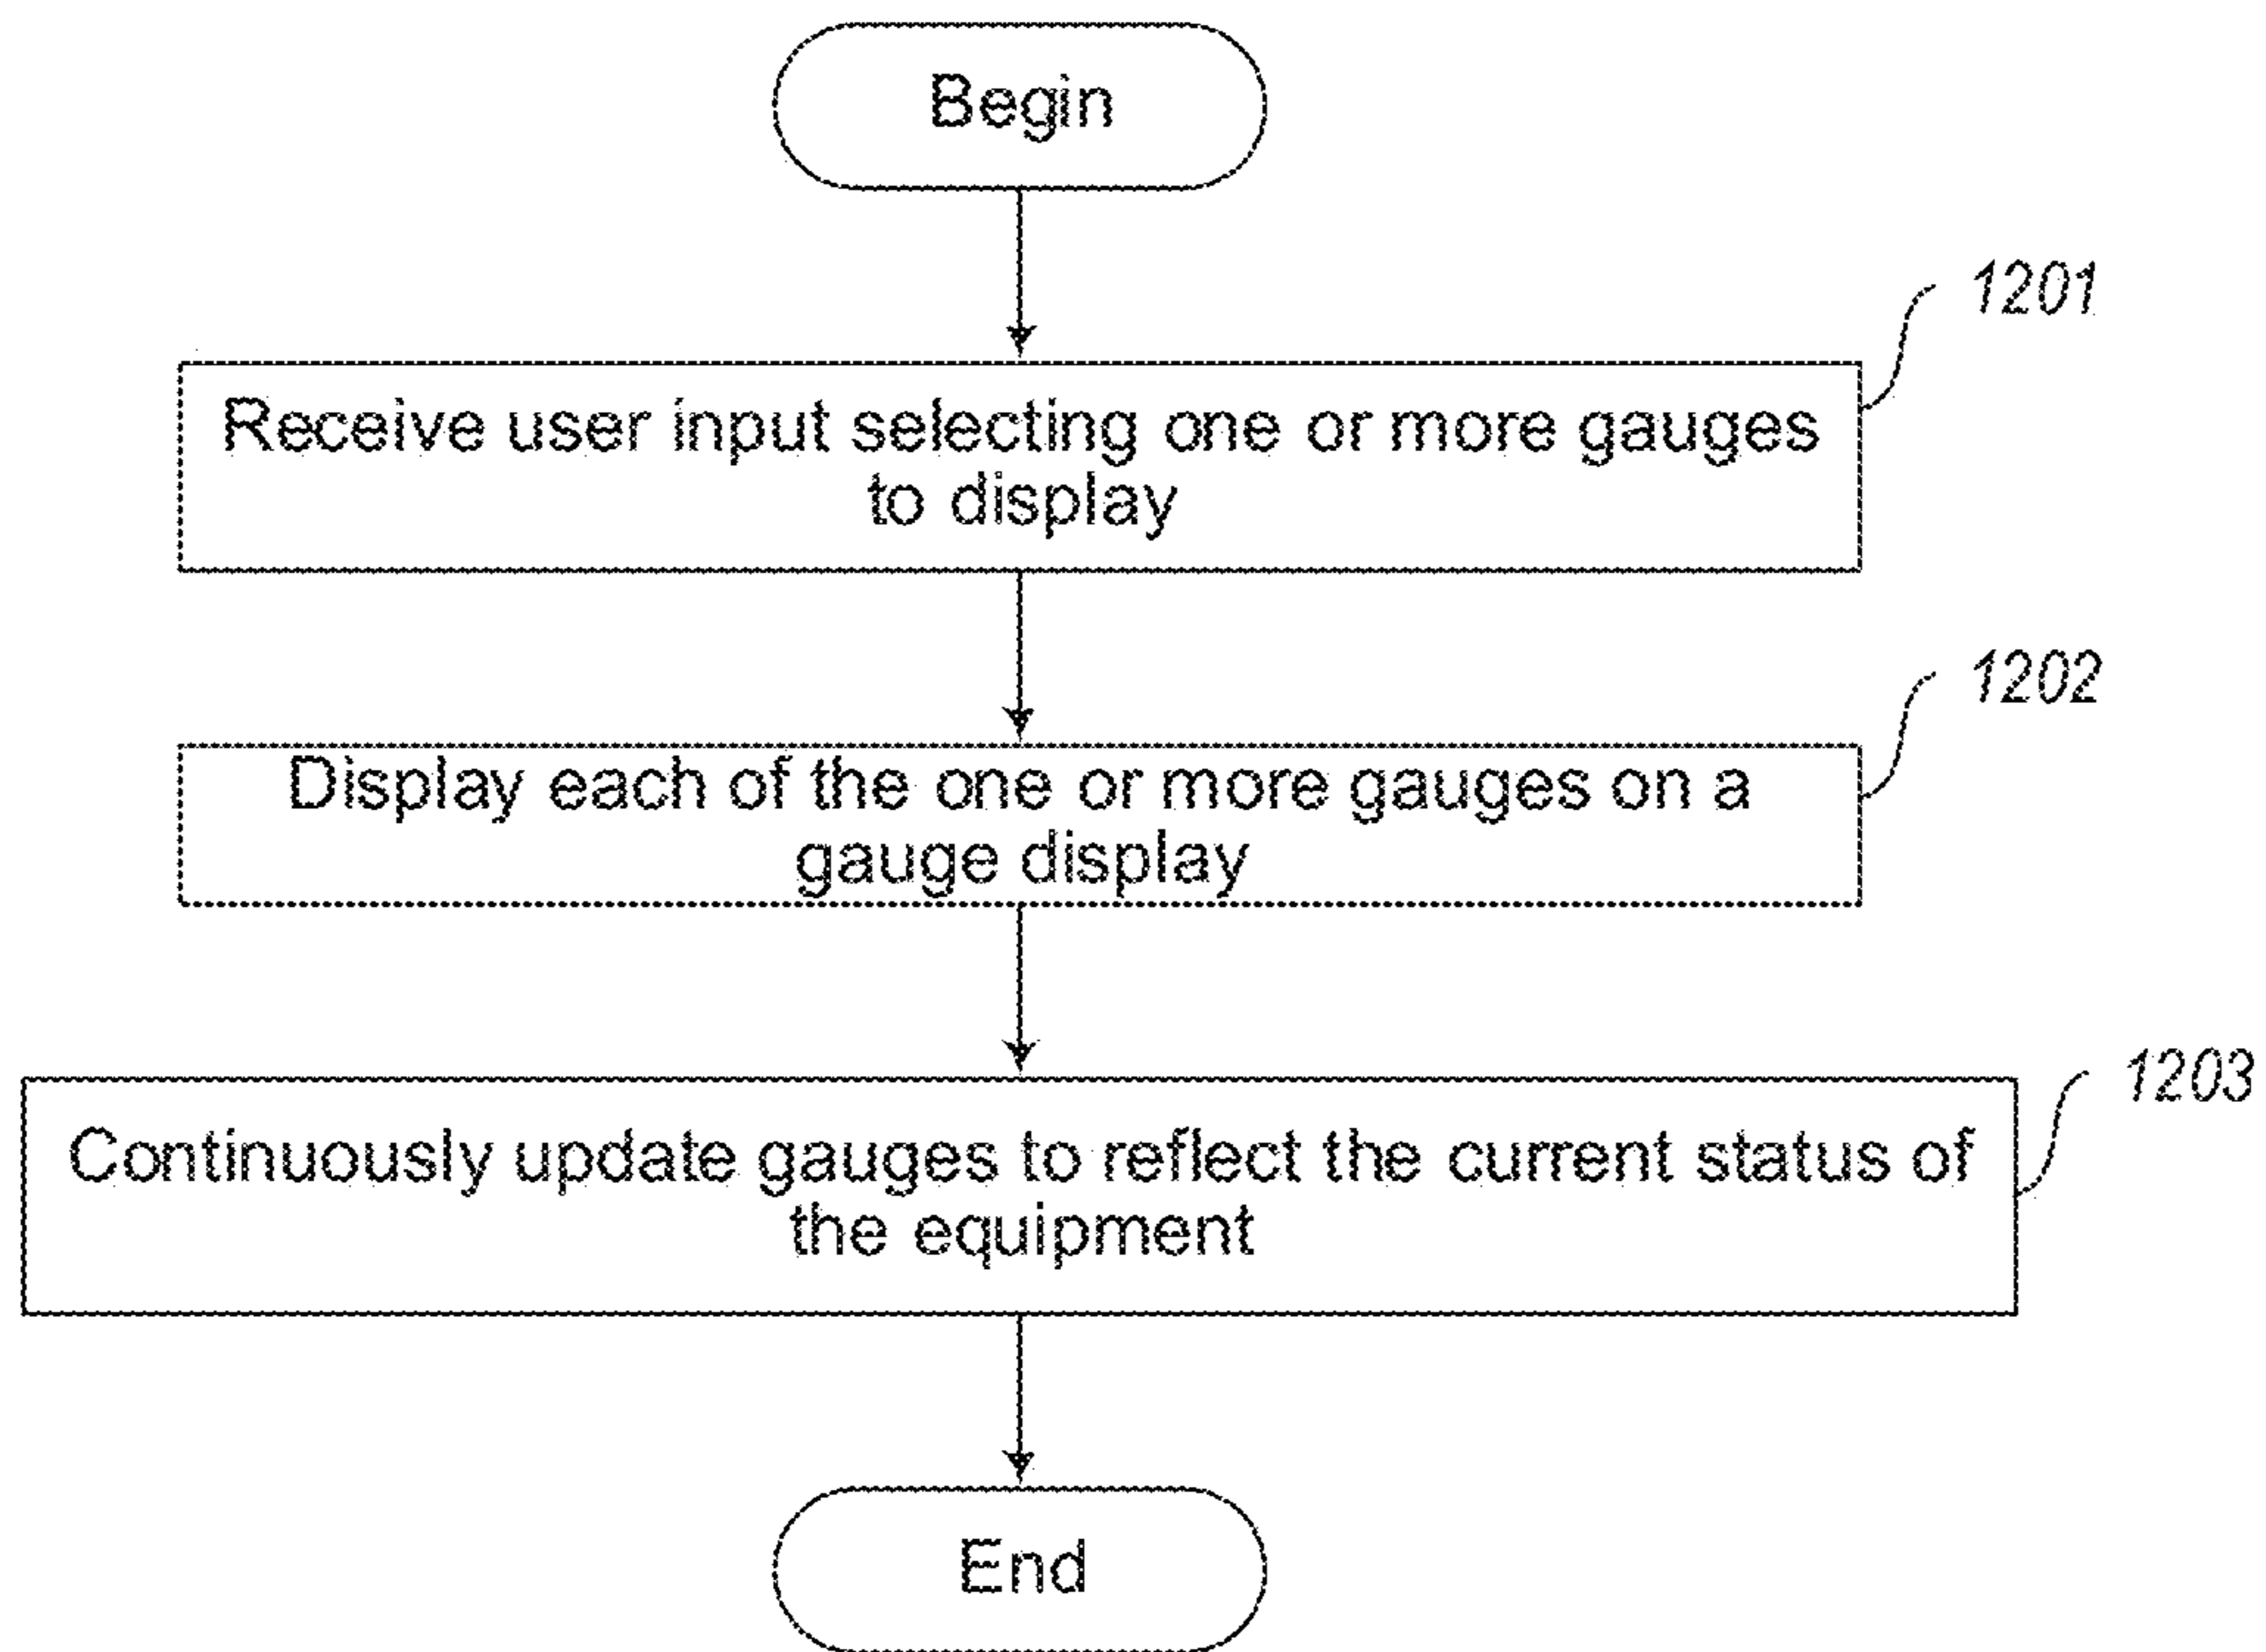 Begin
1201
Receive user input selecting one or more gauges
to display
1202
Display each of the one or more gauges on a
gauge display
1203
Continuously update gauges to reflect the current status of
the equipment
End